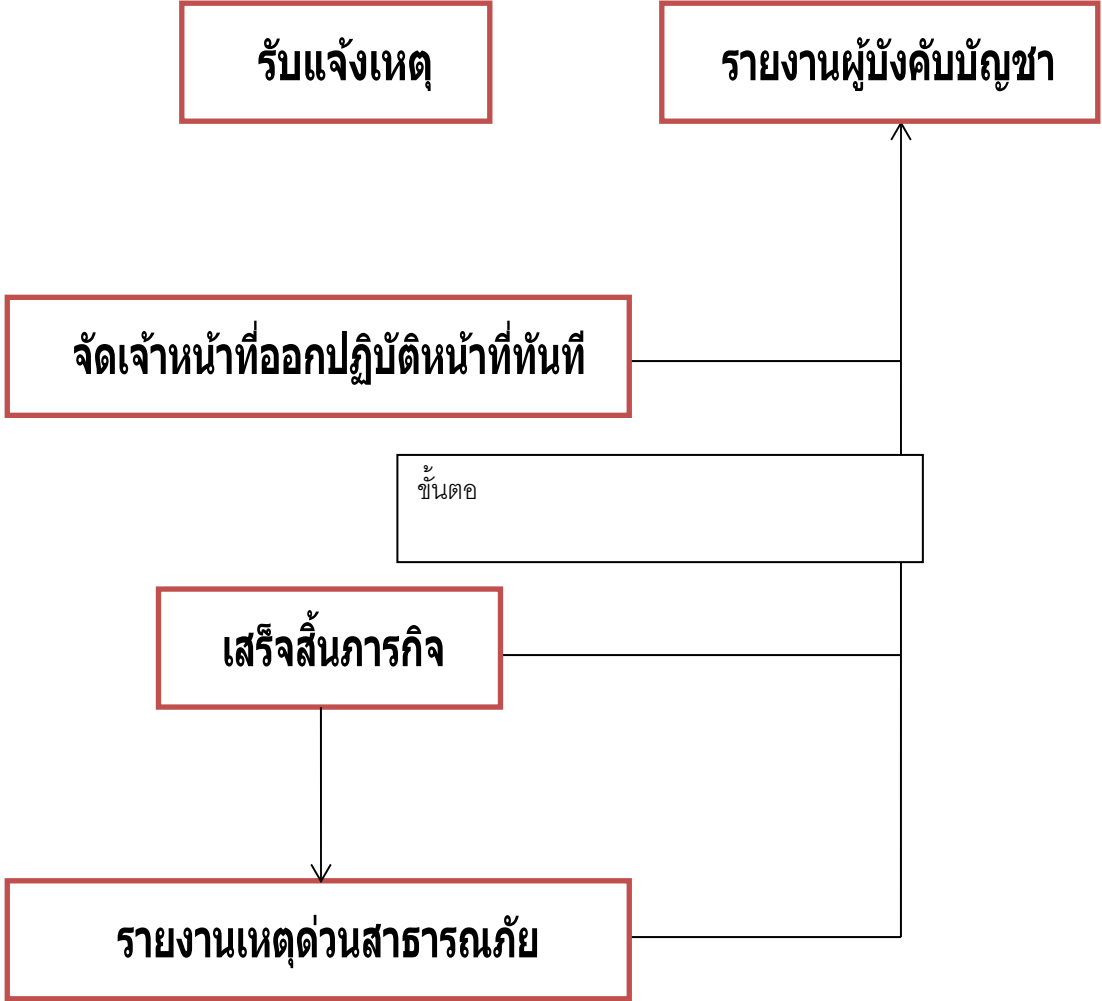 รับแจ้งเหตุ
รายงานผู้บังคับบัญชา
จัดเจ้าหน้าที่ออกปฏิบัติหน้าที่ทันที
ขั้นตอ
เสร็จสิ้นภารกิจ
รายงานเหตุด่วนสาธารณภัย